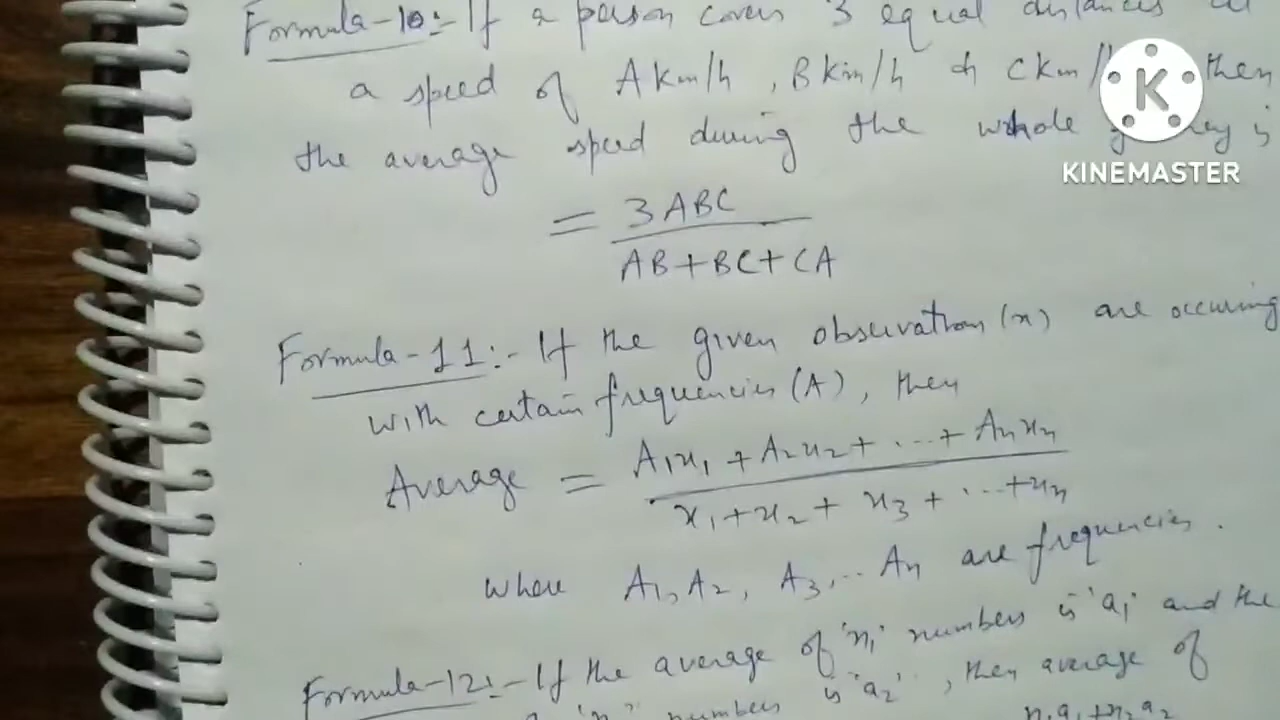 Formula-10:- If a person covers 3 equal distances at
a speed of A km/h , B km/h & C km/ then
the average speed during the whole is
= 3ABC
AB+BC+CA
Formula-11:- If the given observation (x) are occuring
with certain frequencies (A), then
Average = A₁x₁ + A₂x₂ + ... + Aₙxₙ
x₁+x₂ + x₃ + ...+xₙ
Where A₁, A₂, A₃,... Aₙ are frequencies.
Formula-12:- If the average of 'n₁' numbers is 'a₁' and the
numbers is 'a₂' , then average of
n₁a₁+n₂a₂
K
KINEMASTER